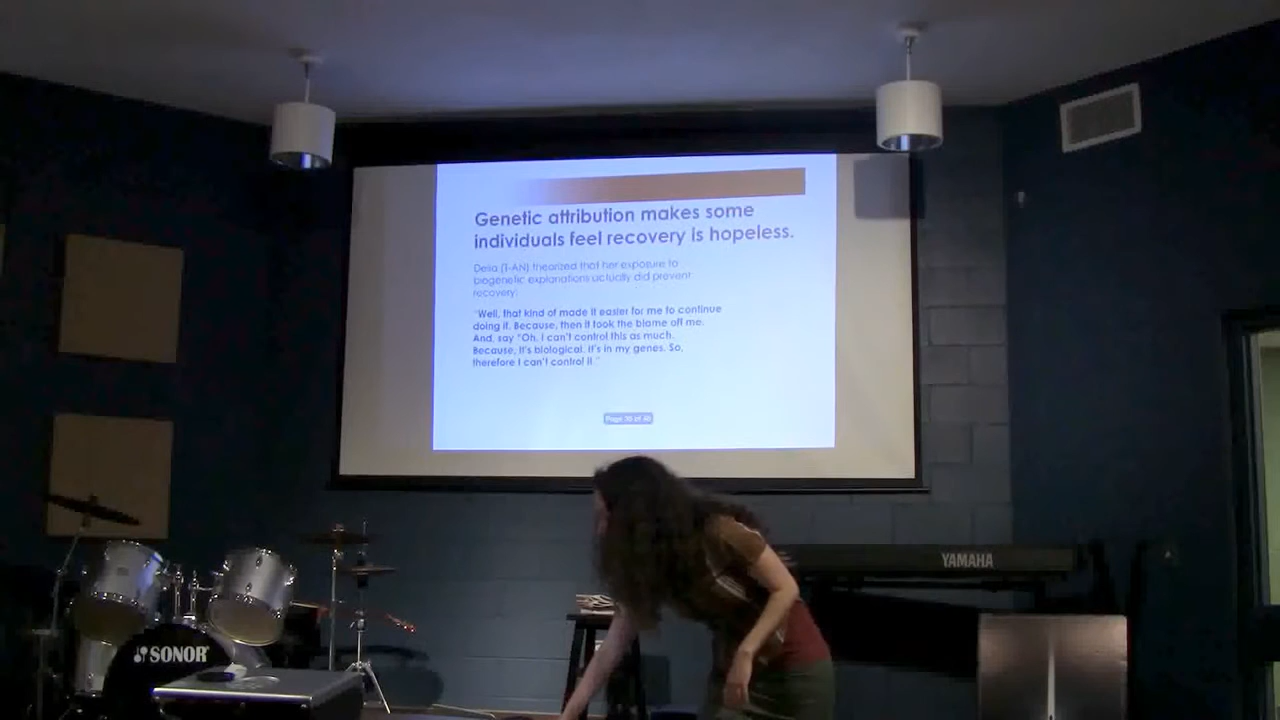 Genetic attribution makes some
individuals feel recovery is hopeless.
Delia (T-AN) theorized that her exposure to
biogenetic explanations actually did prevent
recovery:
"Well, that kind of made it easier for me to continue
doing it. Because, then it took the blame off me.
And, say "Oh, I can't control this as much.
Because, it's biological. It's in my genes. So,
therefore I can't control it."
Page of
YAMAHA
SONOR